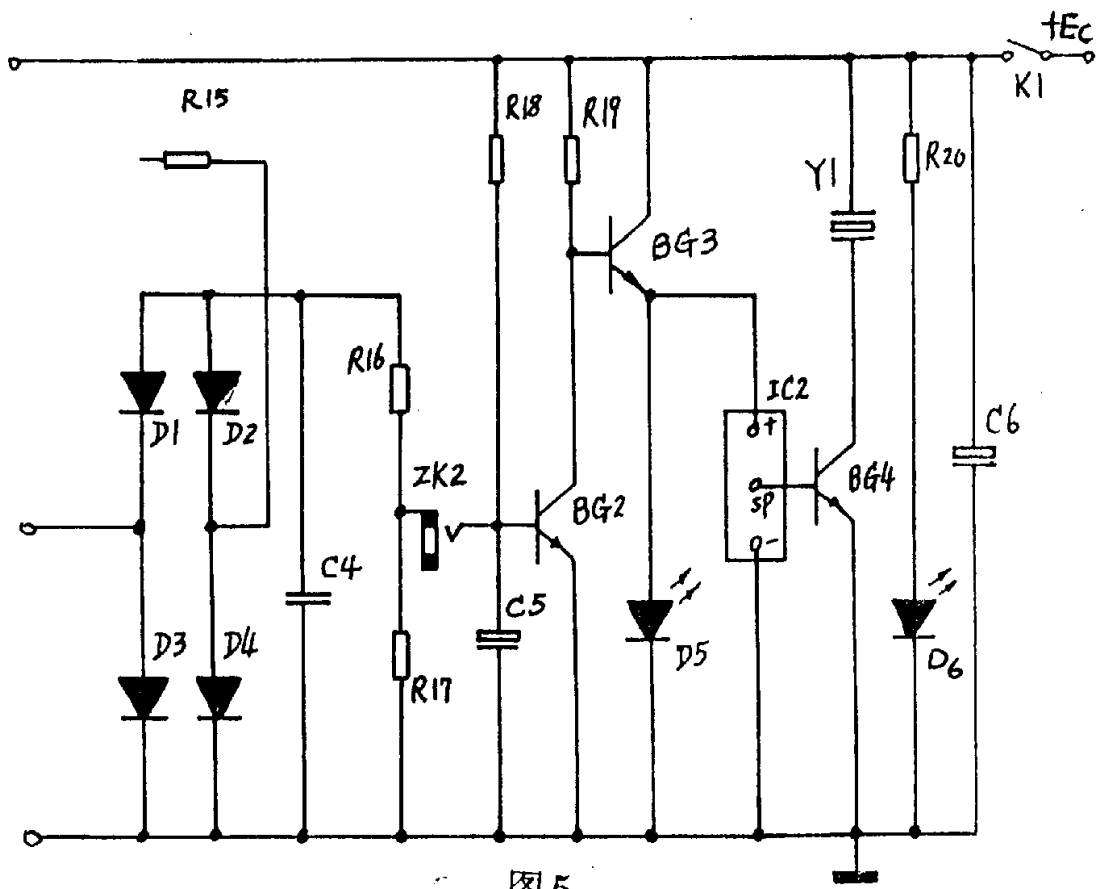 +Ec
K1
R15
R18
R19
R20
Y1
BG3
R16
IC2
+
D1
D2
ZK2
C6
SP
BG4
BG2
-
C4
C5
D3
D4
R17
D5
D6
图5